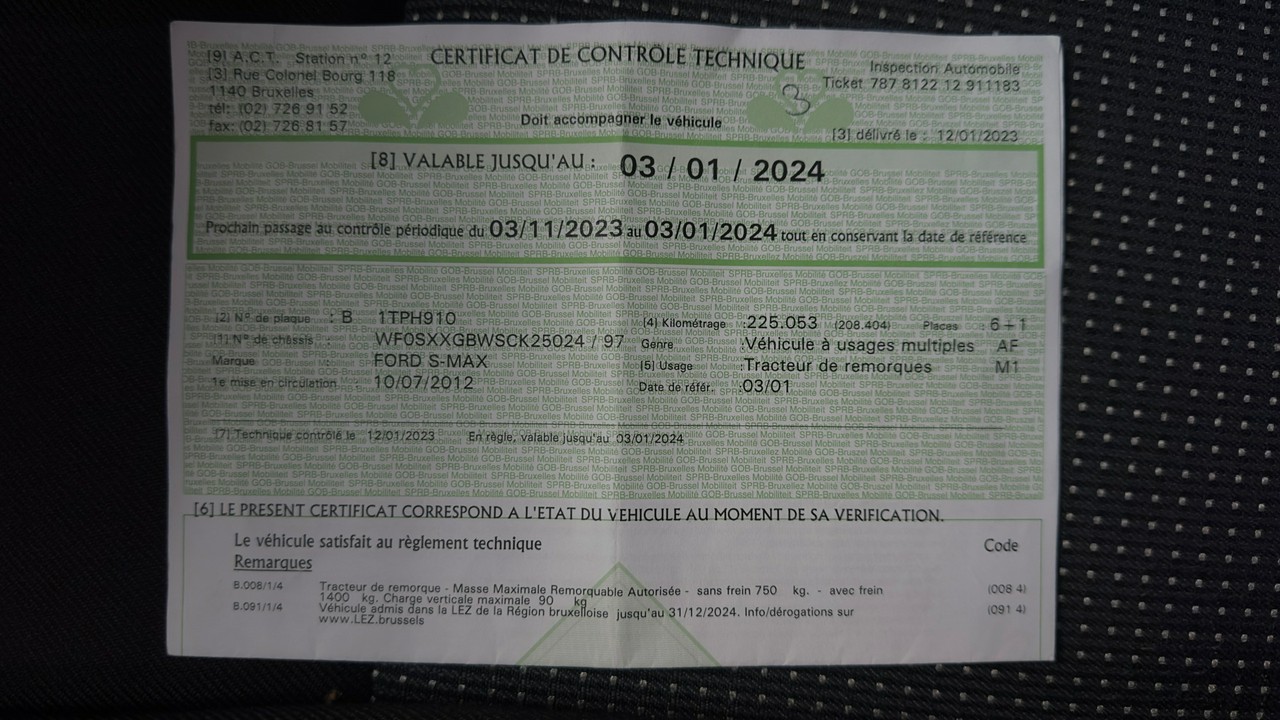 [9] A.C.T. Station n° 12
[3] Rue Colonel Bourg 118
1140 Bruxelles
tél: (02) 726 91 52
fax: (02) 726 81 57
CERTIFICAT DE CONTRÔLE TECHNIQUE
Doit accompagner le véhicule
3
Inspection Automobile
Ticket 787 8122 12 911183
[3] délivré le : 12/01/2023
[8] VALABLE JUSQU'AU : 03 / 01 / 2024
Prochain passage au contrôle périodique du 03/11/2023 au 03/01/2024 tout en conservant la date de référence
[2] N° de plaque : B 1TPH910
[1] N° de châssis : WF0SXXGBWSCK25024 / 97
Marque : FORD S-MAX
1e mise en circulation : 10/07/2012
[4] Kilométrage :225.053 (208.404) Places : 6+1
Genre :Véhicule à usages multiples AF
[5] Usage :Tracteur de remorques M1
Date de référ. :03/01
[7] Technique contrôlé le 12/01/2023 En règle, valable jusqu'au 03/01/2024
[6] LE PRESENT CERTIFICAT CORRESPOND A L'ETAT DU VEHICULE AU MOMENT DE SA VERIFICATION.
Le véhicule satisfait au règlement technique Code
Remarques
B.008/1/4 Tracteur de remorque - Masse Maximale Remorquable Autorisée - sans frein 750 kg. - avec frein (008 4)
1400 kg. Charge verticale maximale 90 kg
B.091/1/4 Véhicule admis dans la LEZ de la Région bruxelloise jusqu'au 31/12/2024. Info/dérogations sur (091 4)
www.LEZ.brussels